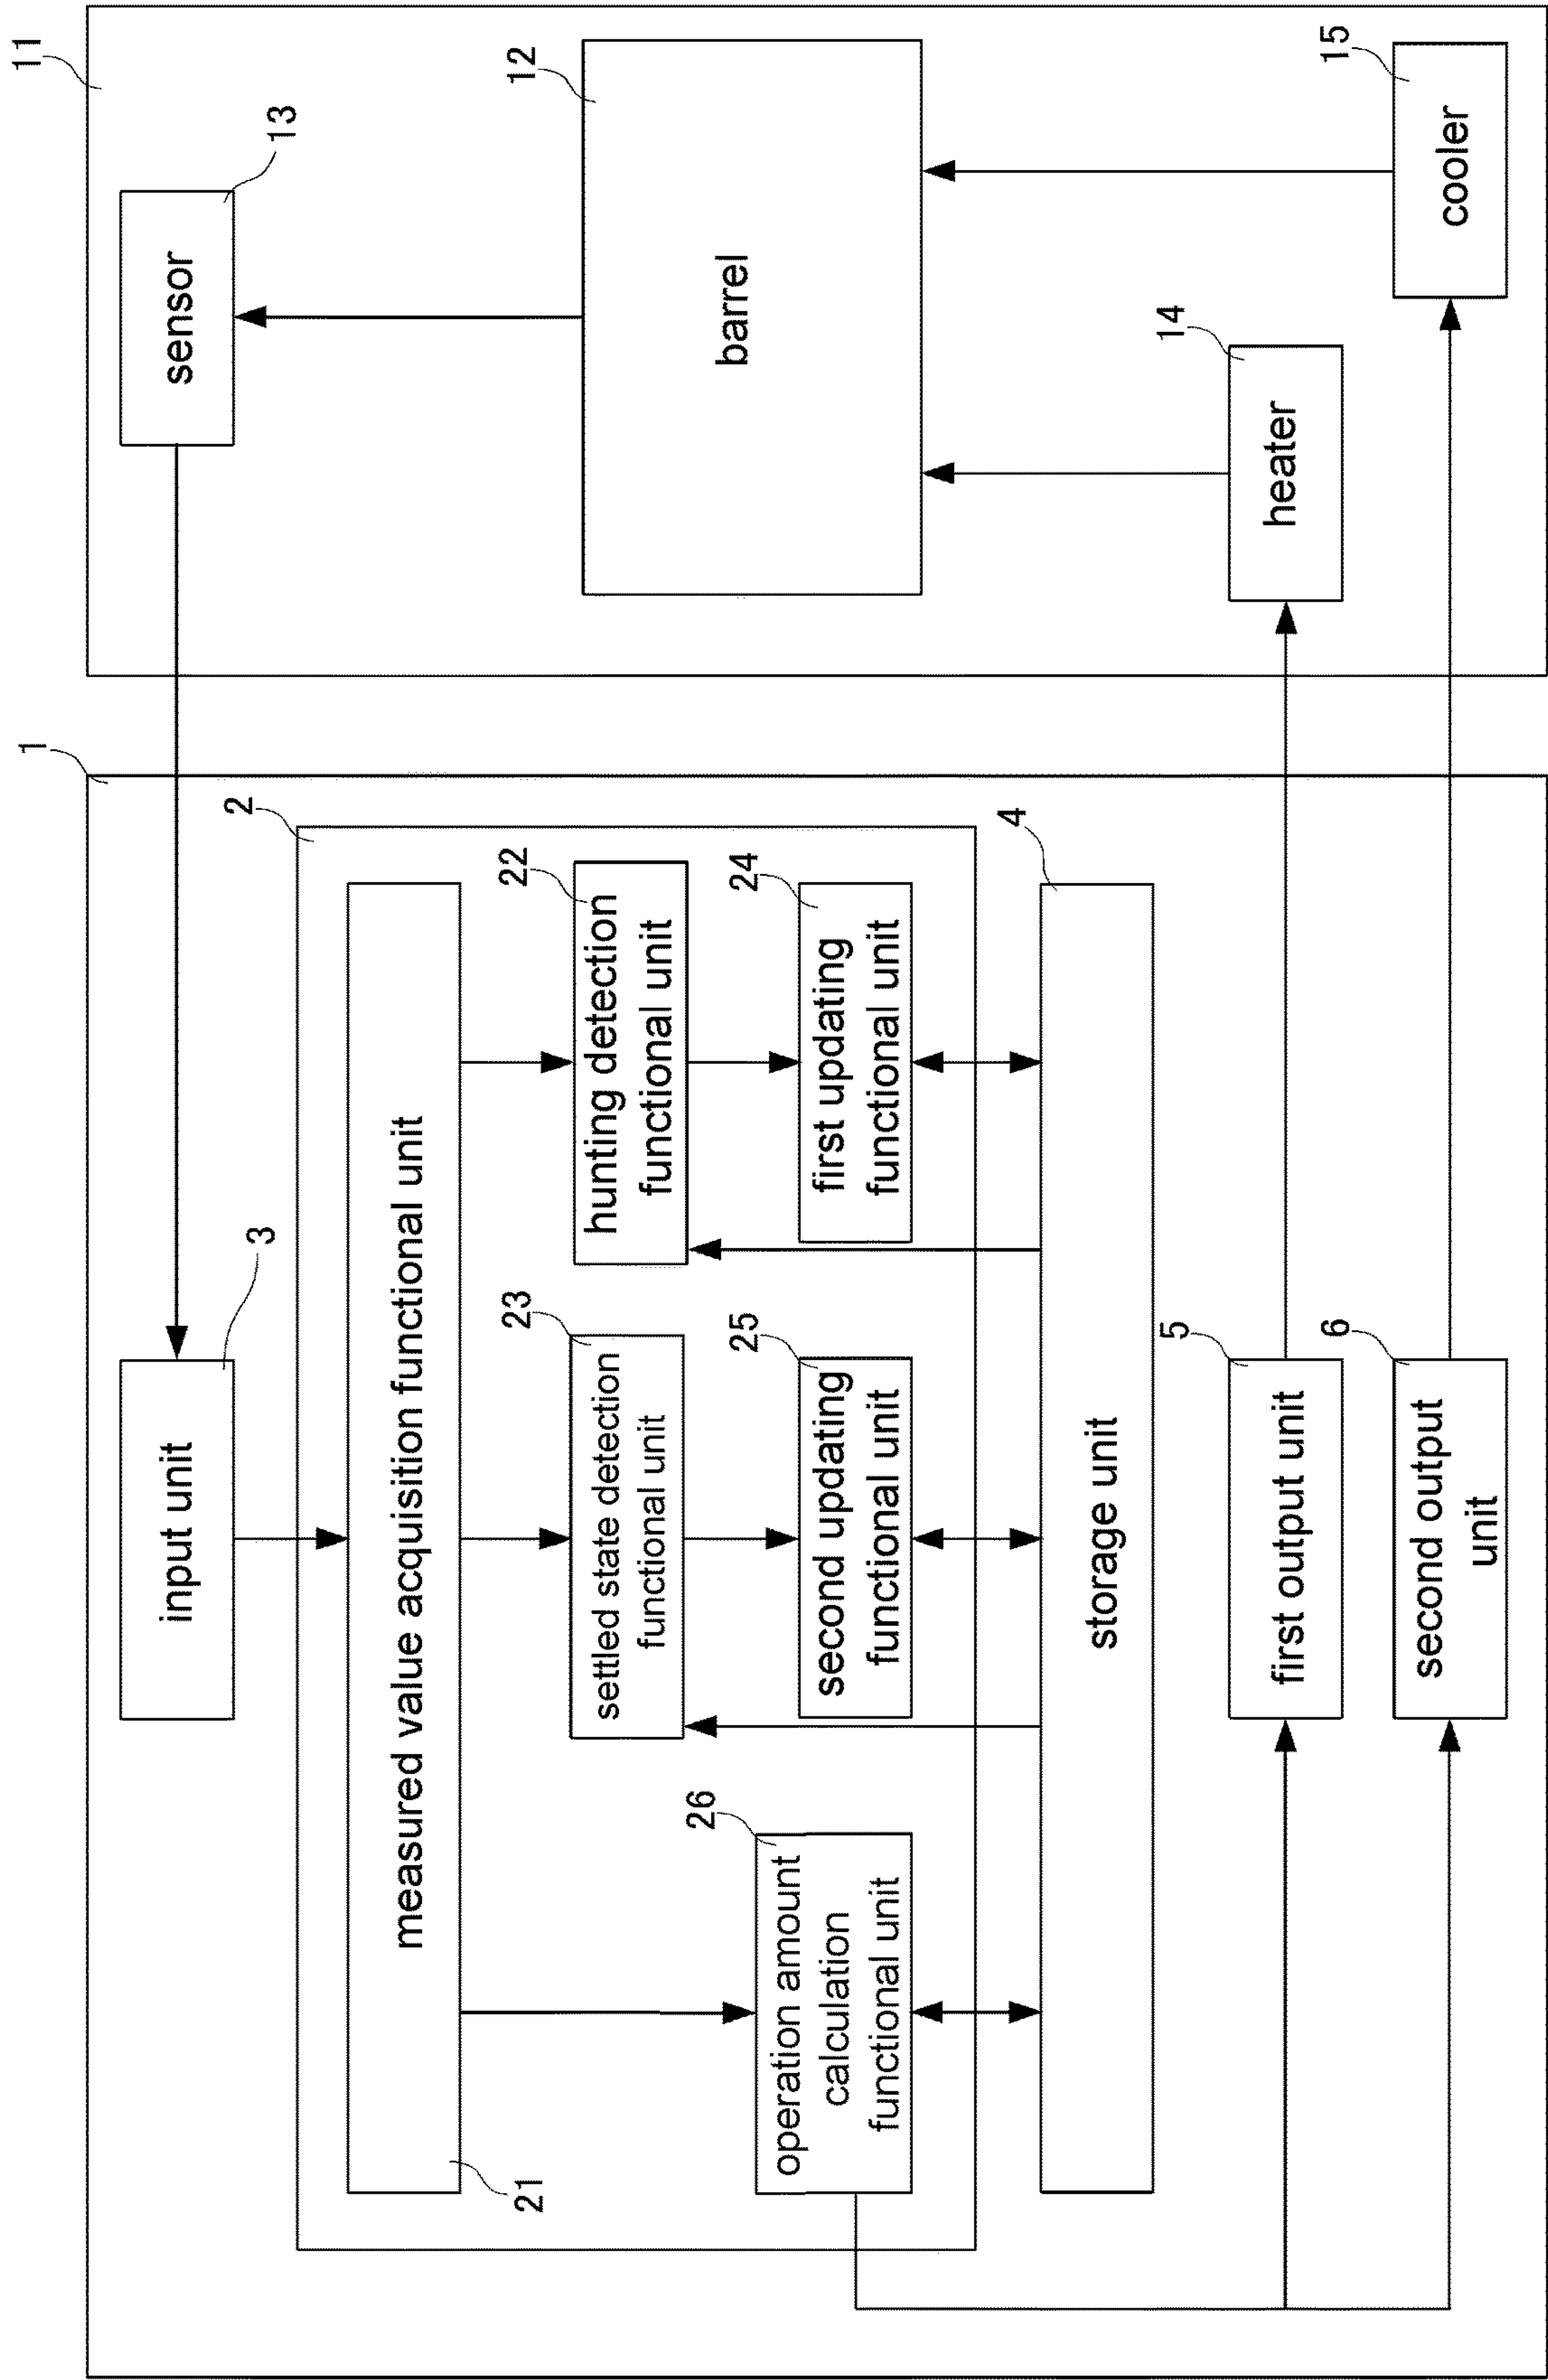 1
3
input unit
2
21
measured value acquisition functional unit
26
operation amount
calculation
functional unit
23
settled state detection
functional unit
22
hunting detection
functional unit
25
second updating
functional unit
24
first updating
functional unit
4
storage unit
5
first output unit
6
second output
unit
11
13
sensor
12
barrel
14
heater
15
cooler